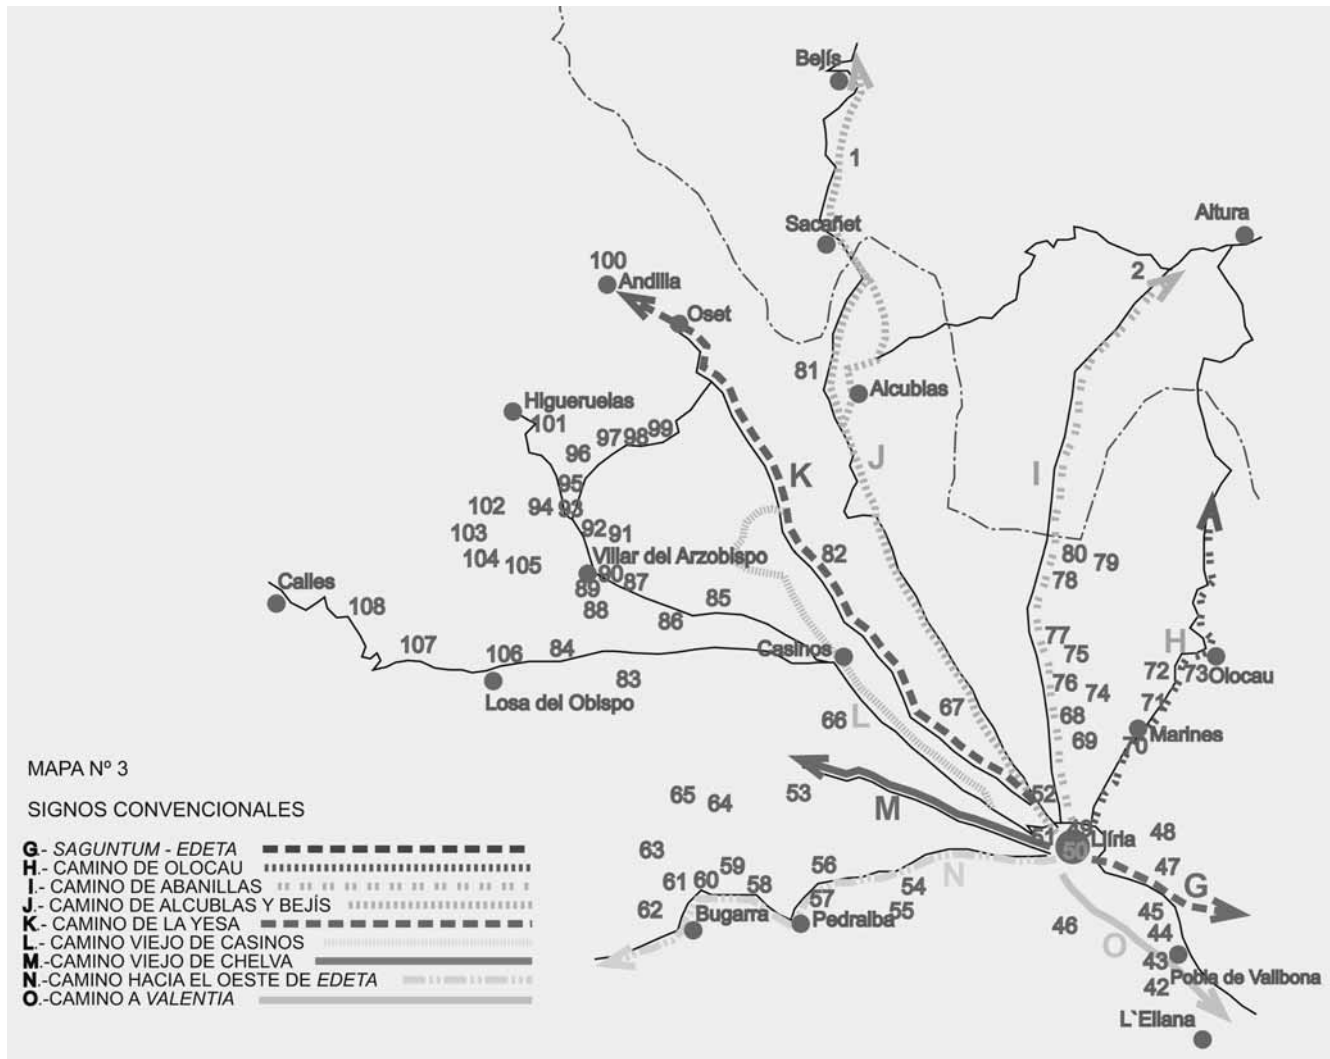 Bejís
1
Altura
Sacañet
2
100
Andilla
Oset
81
Alcublas
Higueruelas
101
97 98 99
96
K
J
I
95
102
94 93
103
92 91
82
80
79
104
105
Villar del Arzobispo
90
78
Calles
89
87
108
88
85
86
77
H
107
106
84
Casinos
75
72
73
Olocau
83
76
74
Losa del Obispo
67
71
66
L
68
69
70
Marines
MAPA Nº 3
65
64
53
52
M
SIGNOS CONVENCIONALES
49
48
51
Llíria
50
G.- SAGUNTUM - EDETA
H.- CAMINO DE OLOCAU
I.- CAMINO DE ABANILLAS
J.- CAMINO DE ALCUBLAS Y BEJÍS
K.- CAMINO DE LA YESA
L.- CAMINO VIEJO DE CASINOS
M.-CAMINO VIEJO DE CHELVA
N.-CAMINO HACIA EL OESTE DE EDETA
O.-CAMINO A VALENTIA
63
59
56
47
61
60
58
N
54
G
57
62
Bugarra
Pedralba
55
45
46
44
O
43
Pobla de Vallbona
42
L`Eliana